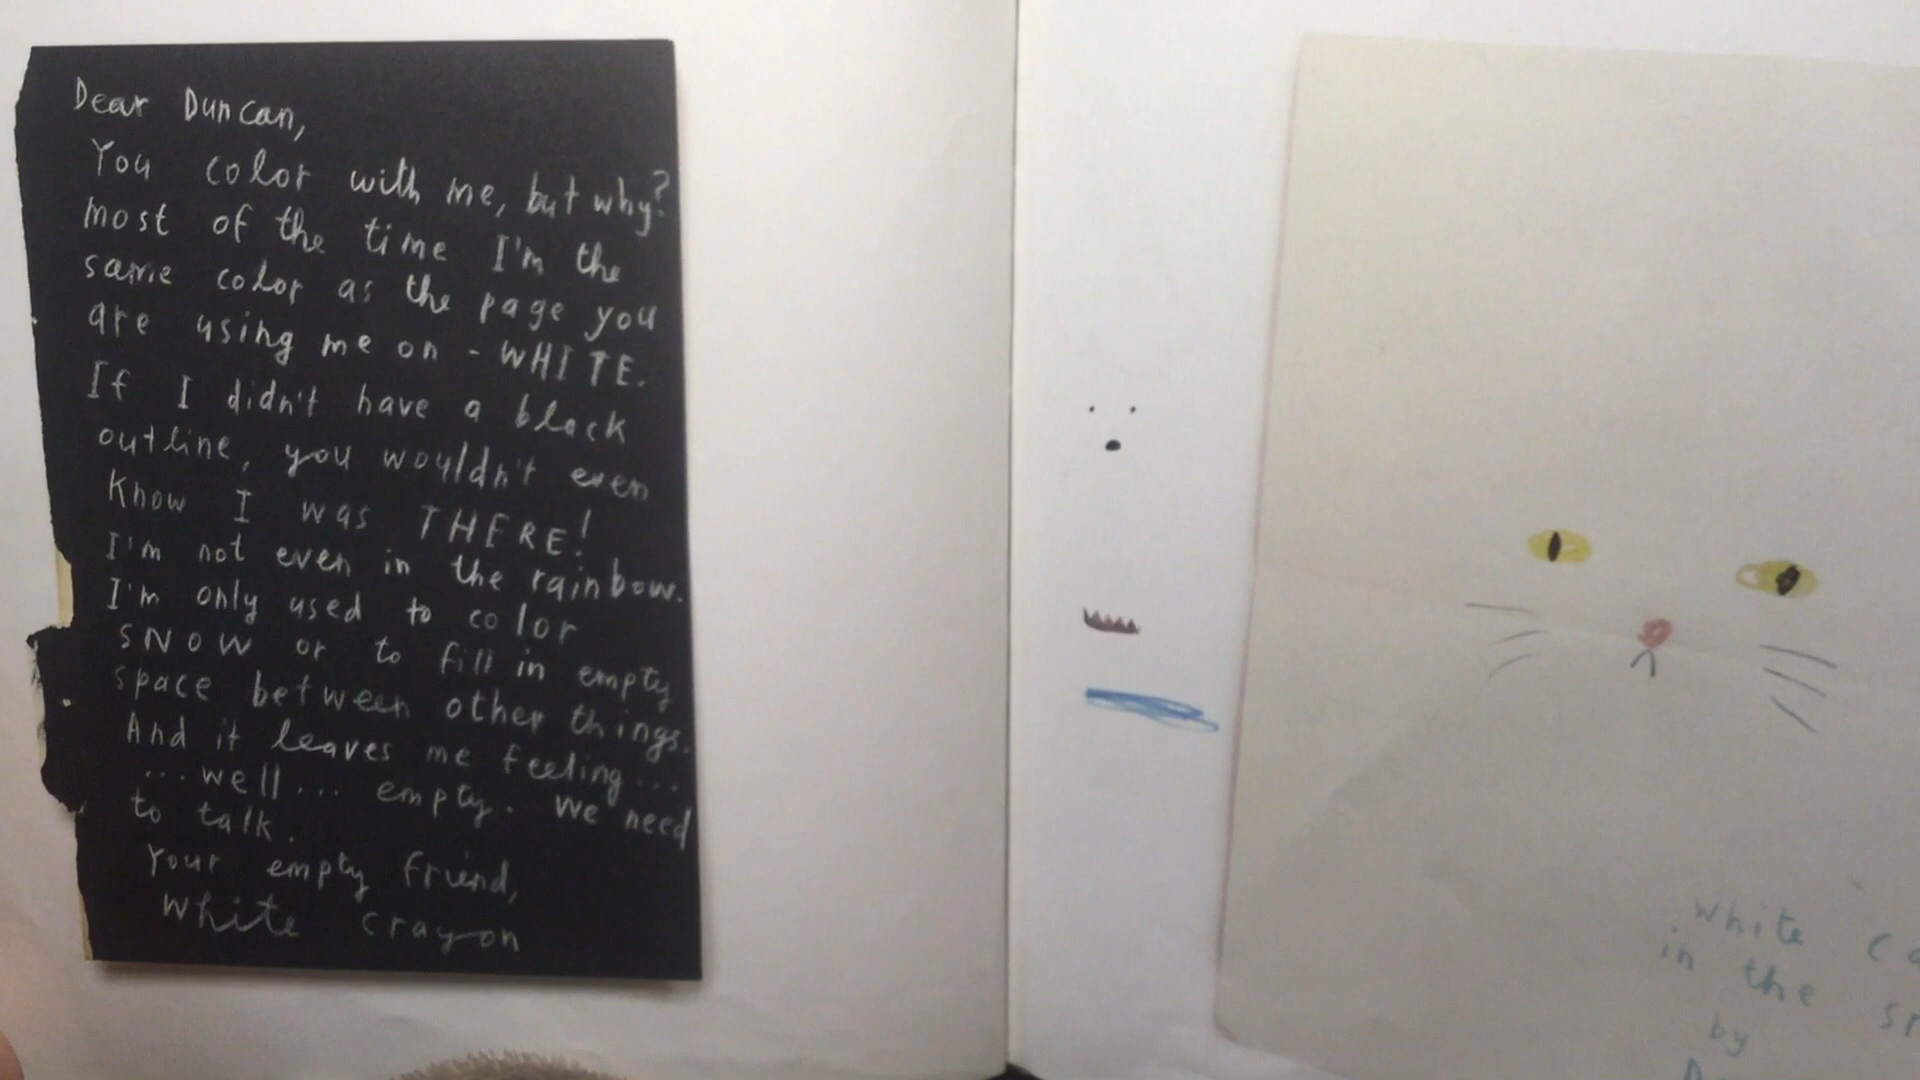 Dear Duncan,
You color with me, but why?
Most of the time I'm the
same color as the page you
are using me on - WHITE.
If I didn't have a black
outline, you wouldn't even
know I was THERE!
I'm not even in the rainbow.
I'm only used to color
SNOW or to fill in empty
space between other things.
And it leaves me feeling...
...well... empty. We need
to talk.
Your empty friend,
White crayon
white
in the
by